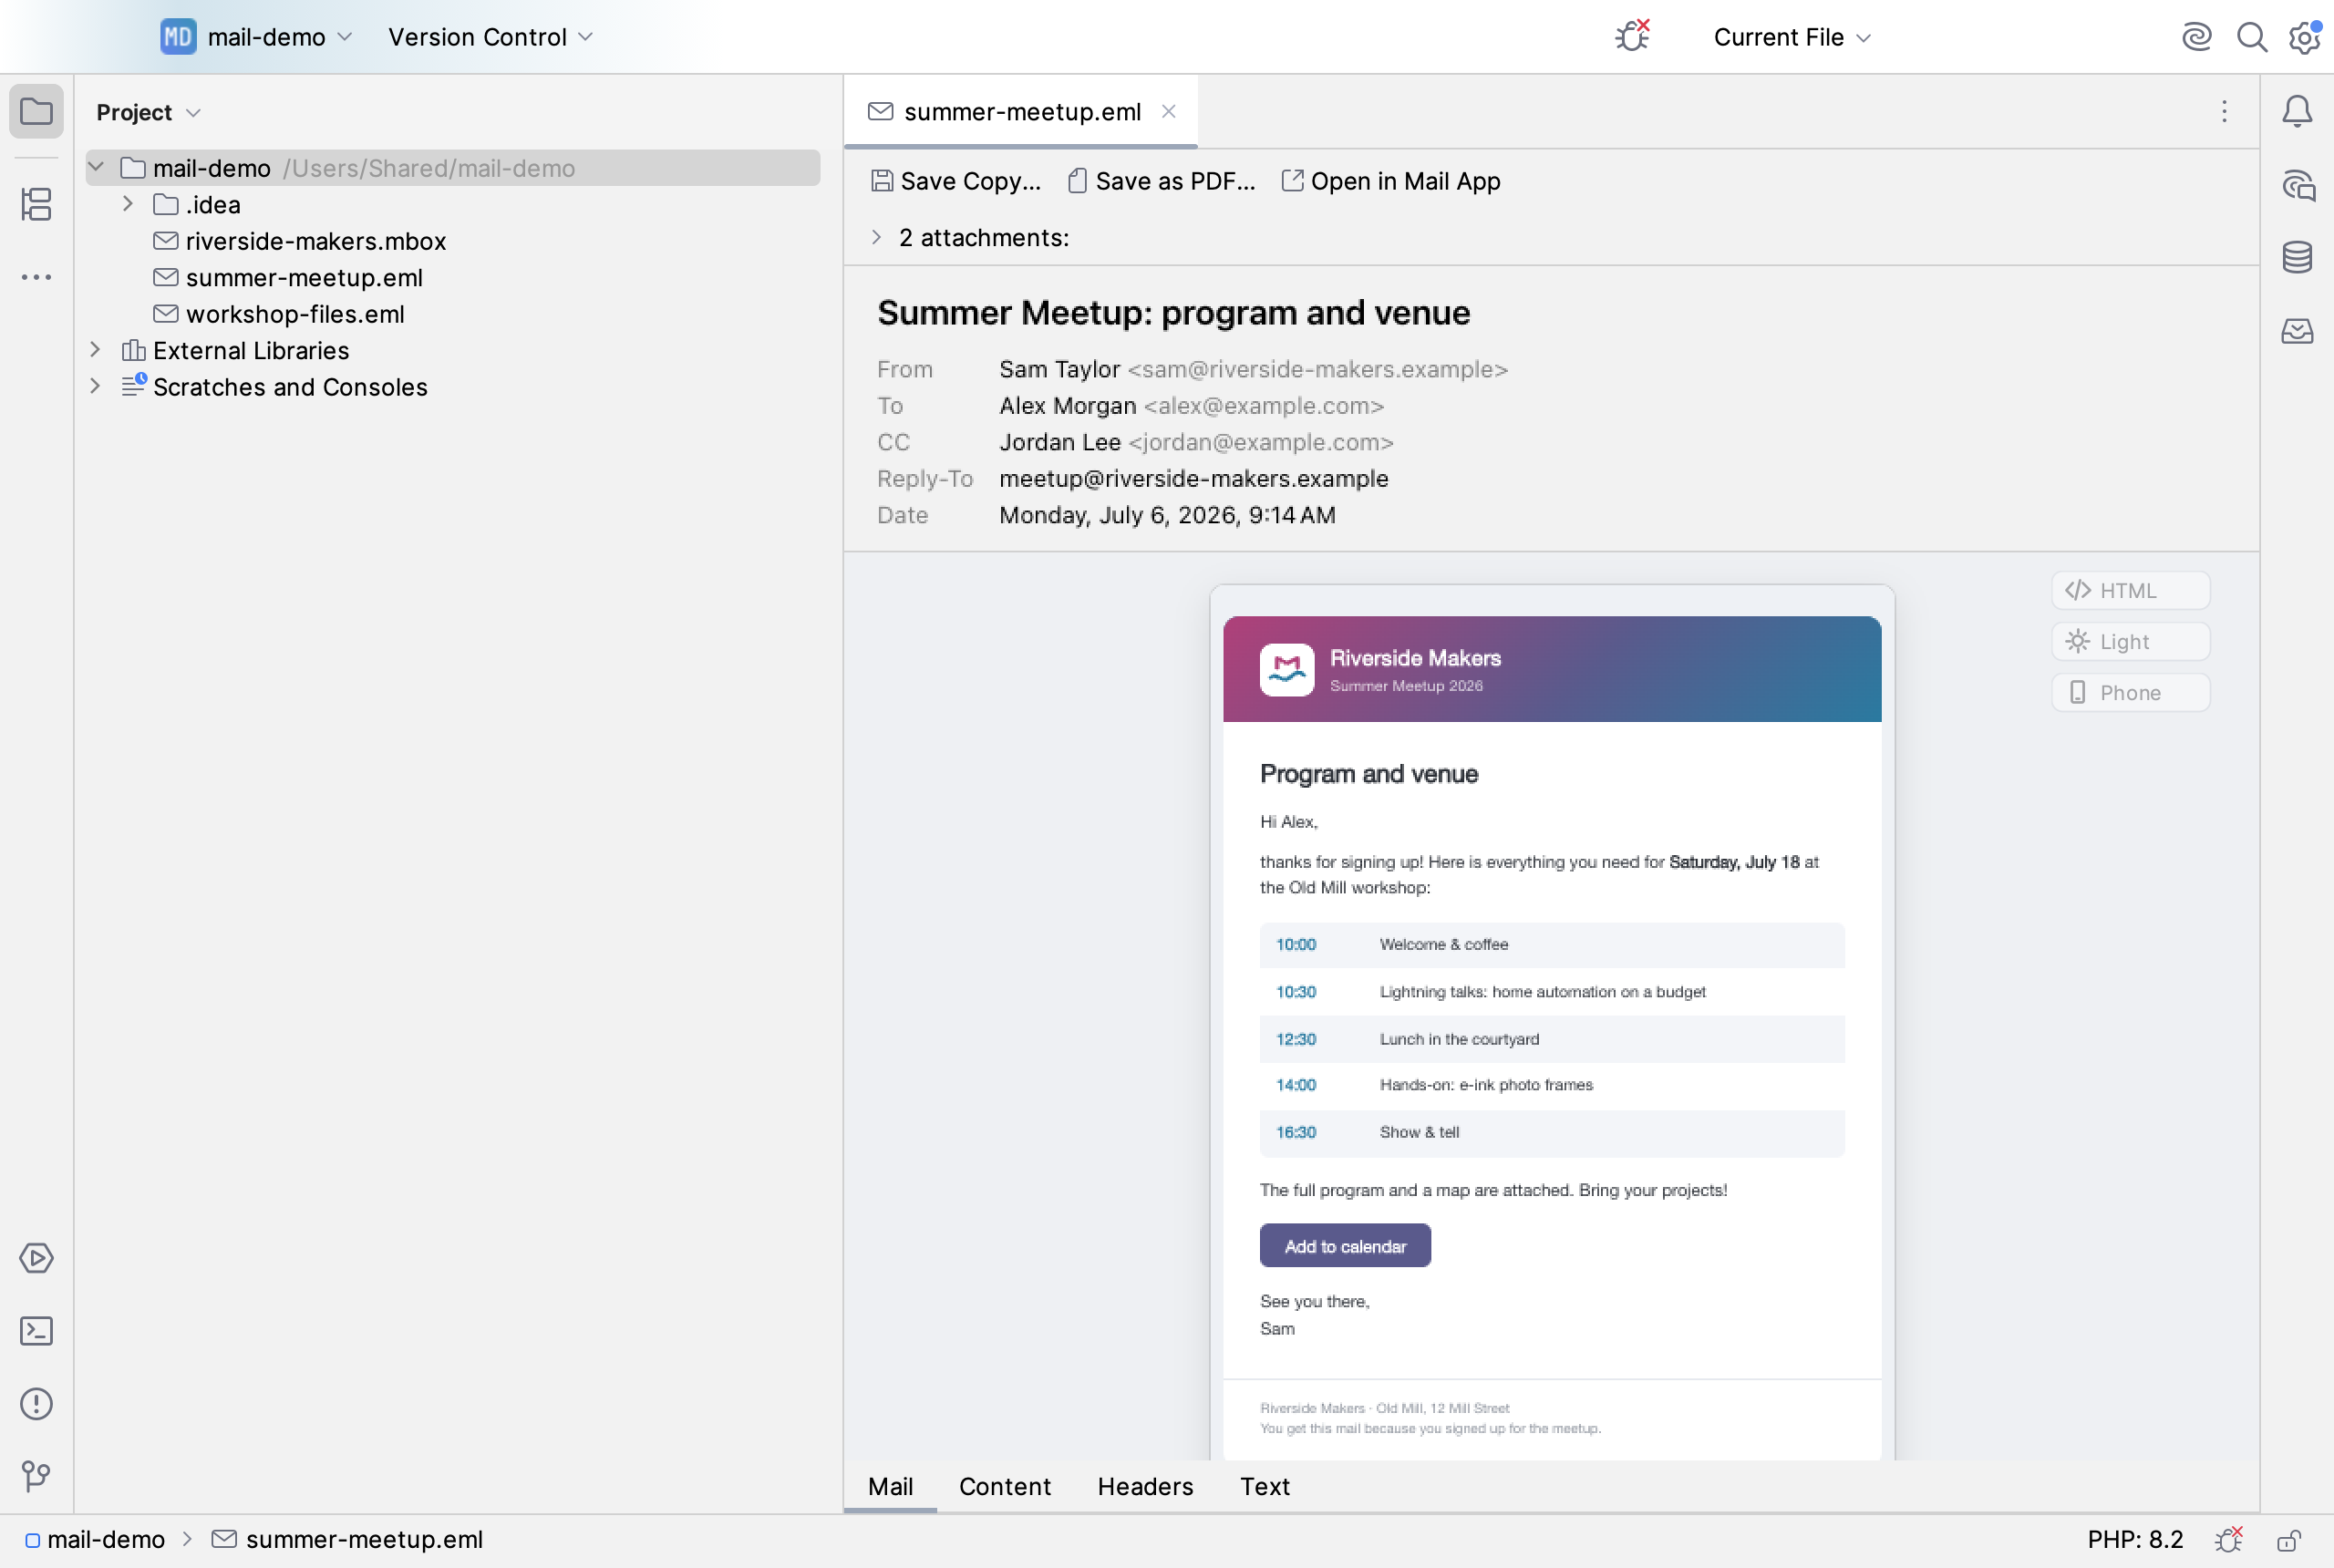 MD mail-demo Version Control Current File
Project
summer-meetup.eml
mail-demo /Users/Shared/mail-demo
.idea
riverside-makers.mbox
summer-meetup.eml
workshop-files.eml
External Libraries
Scratches and Consoles
Save Copy... Save as PDF... Open in Mail App
2 attachments:
Summer Meetup: program and venue
From Sam Taylor <sam@riverside-makers.example>
To Alex Morgan <alex@example.com>
CC Jordan Lee <jordan@example.com>
Reply-To meetup@riverside-makers.example
Date Monday, July 6, 2026, 9:14 AM
HTML
Light
Phone
Riverside Makers
Summer Meetup 2026
Program and venue
Hi Alex,
thanks for signing up! Here is everything you need for Saturday, July 18 at
the Old Mill workshop:
10:00 Welcome & coffee
10:30 Lightning talks: home automation on a budget
12:30 Lunch in the courtyard
14:00 Hands-on: e-ink photo frames
16:30 Show & tell
The full program and a map are attached. Bring your projects!
Add to calendar
See you there,
Sam
Riverside Makers · Old Mill, 12 Mill Street
You get this mail because you signed up for the meetup.
Mail Content Headers Text
mail-demo summer-meetup.eml PHP: 8.2